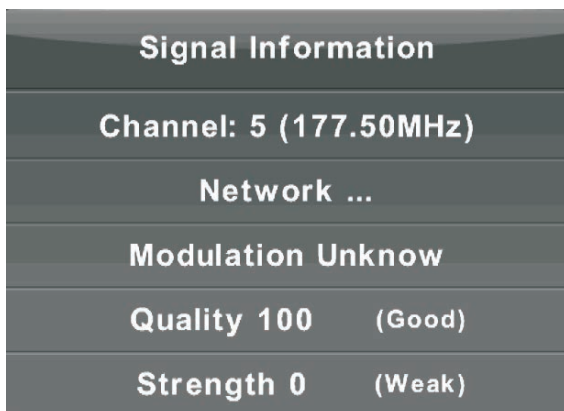 Signal Information
Channel: 5 (177.50MHz)
Network ...
Modulation Unknow
Quality 100 (Good)
Strength 0 (Weak)